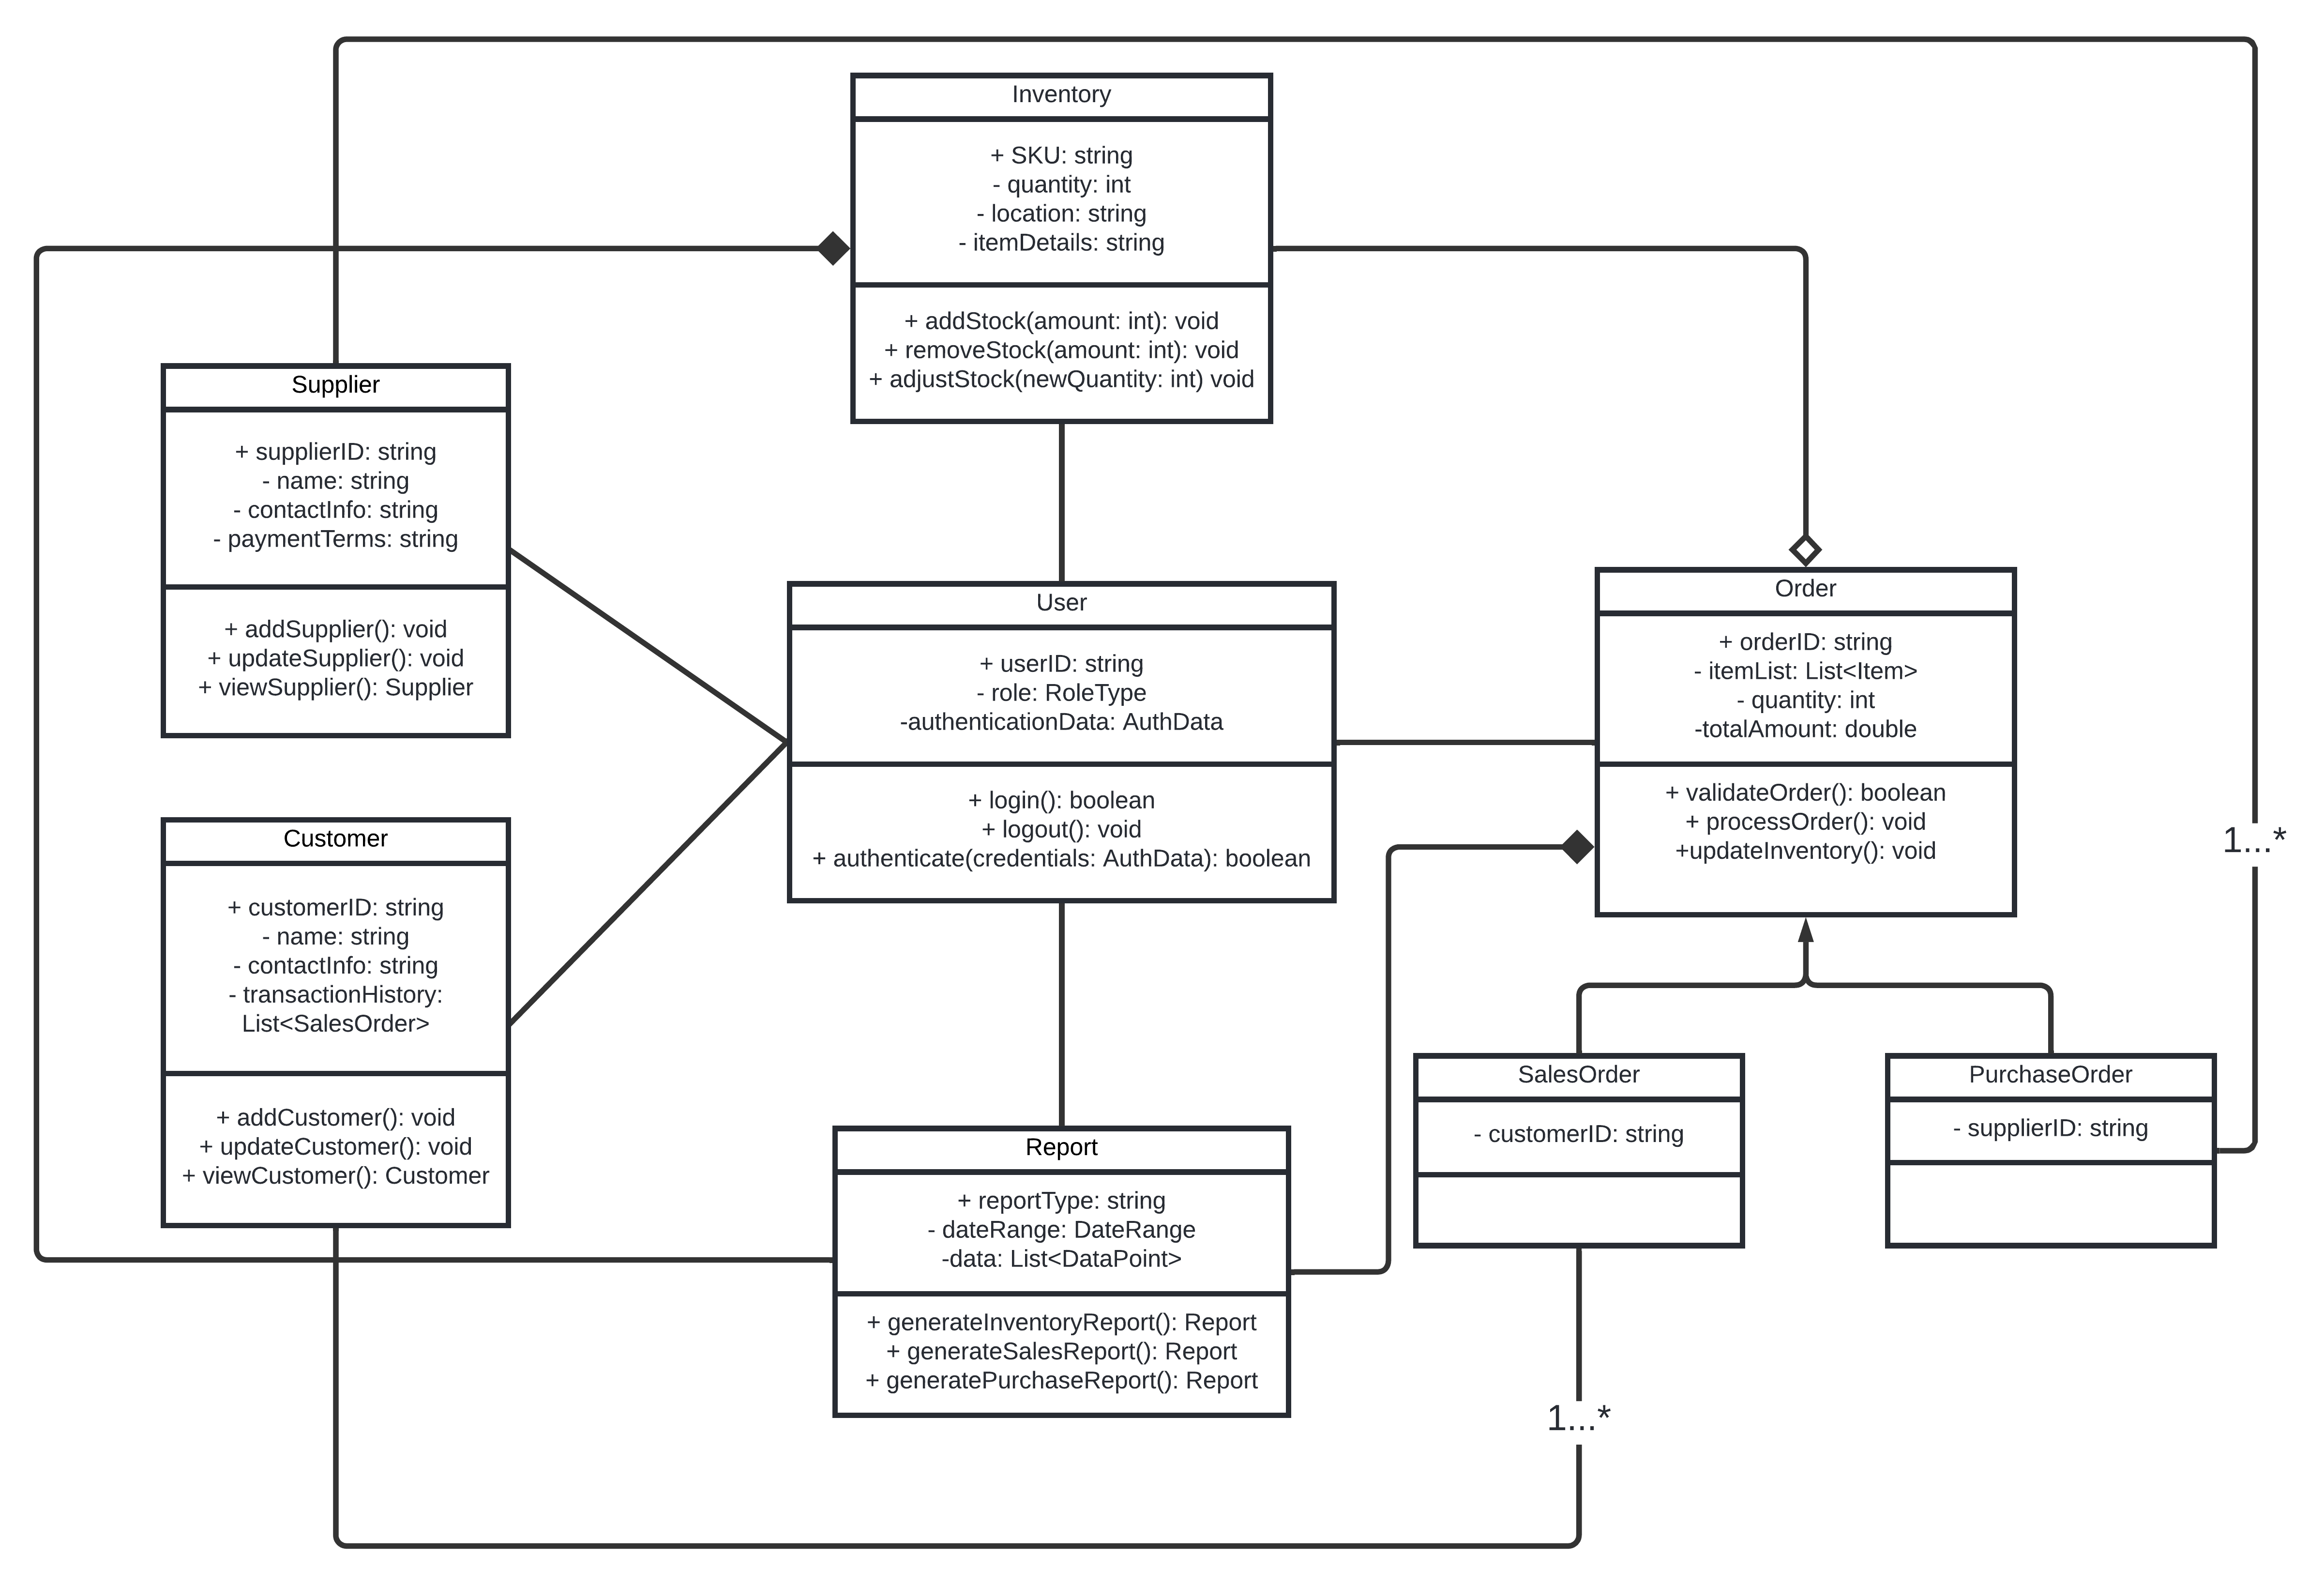 Inventory
+ SKU: string
- quantity: int
- location: string
- itemDetails: string
+ addStock(amount: int): void
+ removeStock(amount: int): void
+ adjustStock(newQuantity: int) void
Supplier
+ supplierID: string
- name: string
- contactInfo: string
- paymentTerms: string
+ addSupplier(): void
+ updateSupplier(): void
+ viewSupplier(): Supplier
User
+ userID: string
- role: RoleType
-authenticationData: AuthData
+ login(): boolean
+ logout(): void
+ authenticate(credentials: AuthData): boolean
Order
+ orderID: string
- itemList: List<Item>
- quantity: int
-totalAmount: double
+ validateOrder(): boolean
+ processOrder(): void
+updateInventory(): void
1...*
Customer
+ customerID: string
- name: string
- contactInfo: string
- transactionHistory:
List<SalesOrder>
+ addCustomer(): void
+ updateCustomer(): void
+ viewCustomer(): Customer
Report
+ reportType: string
- dateRange: DateRange
-data: List<DataPoint>
+ generateInventoryReport(): Report
+ generateSalesReport(): Report
+ generatePurchaseReport(): Report
SalesOrder
- customerID: string
PurchaseOrder
- supplierID: string
1...*